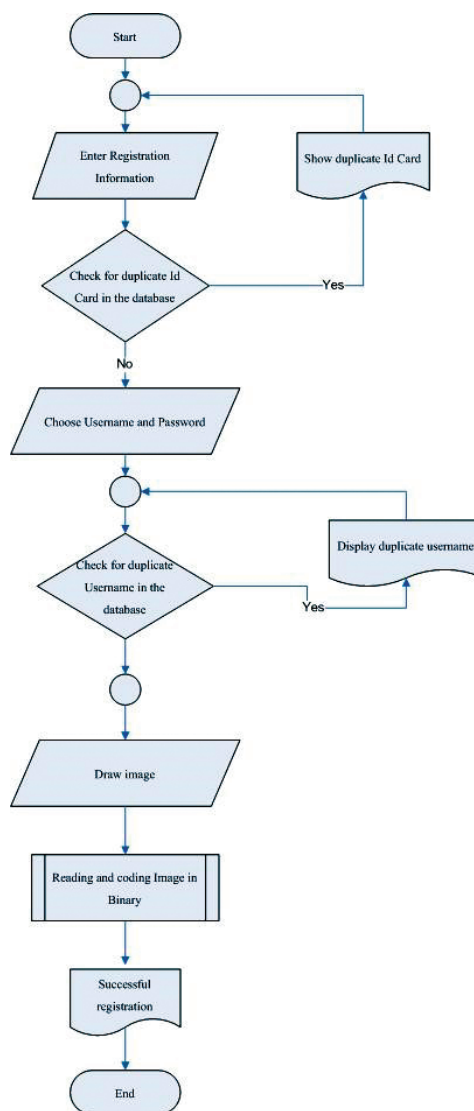 Start
Enter Registration
Information
Show duplicate Id Card
Check for duplicate Id
Card in the database
Yes
No
Choose Username and Password
Check for duplicate
Username in the
database
Display duplicate username
Yes
Draw image
Reading and coding Image in
Binary
Successful
registration
End